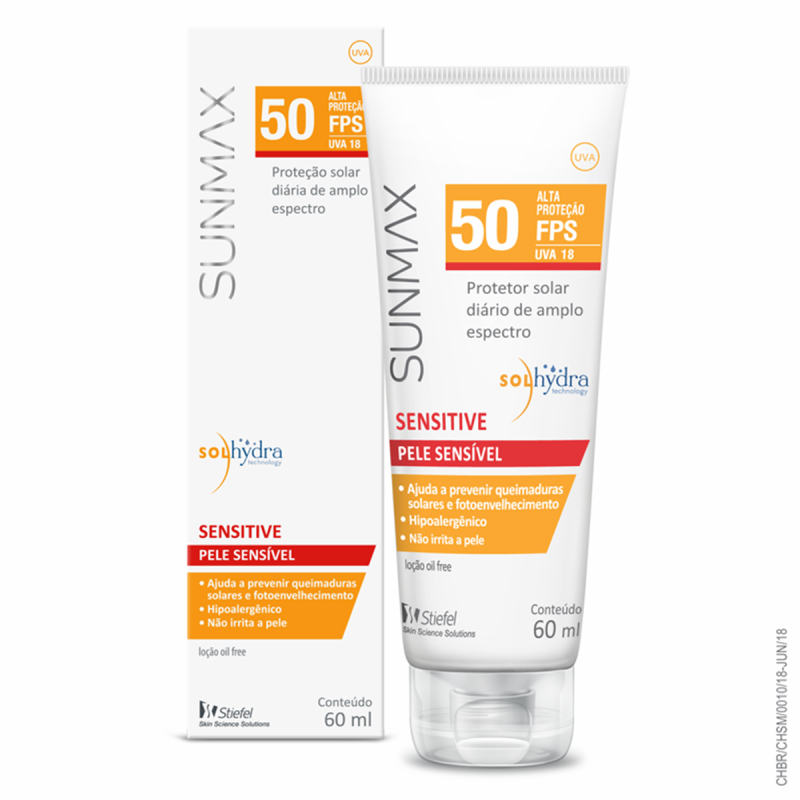 UVA
SUNMAX
50
ALTA
PROTEÇÃO
FPS
UVA 18
Proteção solar
diária de amplo
espectro
SOLhydra
technology
SENSITIVE
PELE SENSÍVEL
• Ajuda a prevenir queimaduras
solares e fotoenvelhecimento
• Hipoalergênico
• Não irrita a pele
loção oil free
Stiefel
Skin Science Solutions
Conteúdo
60 ml
UVA
SUNMAX
50
ALTA
PROTEÇÃO
FPS
UVA 18
Protetor solar
diário de amplo
espectro
SOLhydra
technology
SENSITIVE
PELE SENSÍVEL
• Ajuda a prevenir queimaduras
solares e fotoenvelhecimento
• Hipoalergênico
• Não irrita a pele
loção oil free
Stiefel
Skin Science Solutions
Conteúdo
60 ml
CHBR/CHSM/0010/18-JUN/18